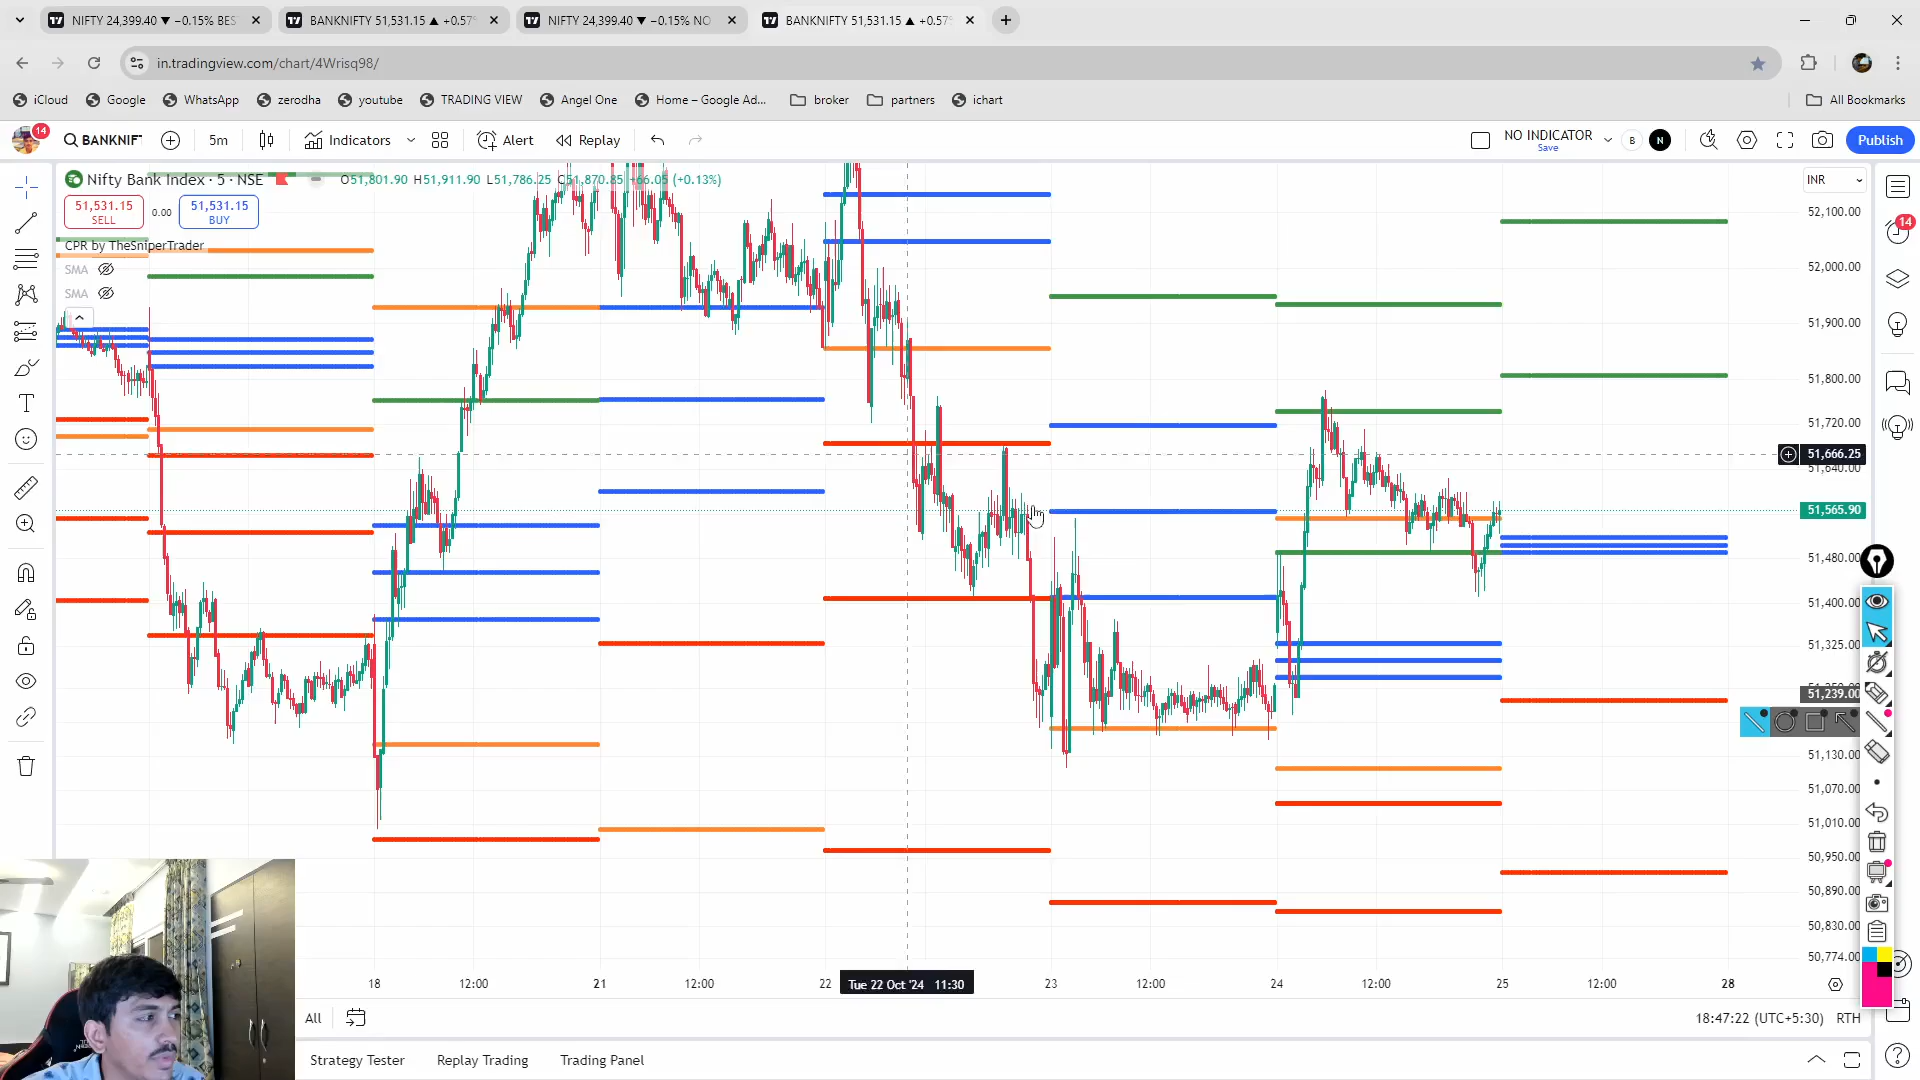 NIFTY 24,399.40 ▼ −0.15% BES
BANKNIFTY 51,531.15 ▲ +0.57%
NIFTY 24,399.40 ▼ −0.15% NO
BANKNIFTY 51,531.15 ▲ +0.57%
in.tradingview.com/chart/4Wrisq98/
iCloud
Google
WhatsApp
zerodha
youtube
TRADING VIEW
Angel One
Home – Google Ad...
broker
partners
ichart
All Bookmarks
14
BANKNIF
5m
Indicators
Alert
Replay
NO INDICATOR
Save
B
N
Publish
Nifty Bank Index · 5 · NSE
O51,801.90 H51,911.90 L51,786.25 C51,870.85 +66.05 (+0.13%)
INR
51,531.15
SELL
0.00
51,531.15
BUY
CPR by TheSniperTrader
SMA
SMA
14
52,100.00
52,000.00
51,900.00
51,800.00
51,720.00
51,666.25
51,640.00
51,565.90
51,480.00
51,400.00
51,325.00
51,239.00
51,130.00
51,070.00
51,010.00
50,950.00
50,890.00
50,830.00
50,774.00
18
12:00
21
12:00
22
Tue 22 Oct '24 11:30
23
12:00
24
12:00
25
12:00
28
All
18:47:22 (UTC+5:30)
RTH
Strategy Tester
Replay Trading
Trading Panel